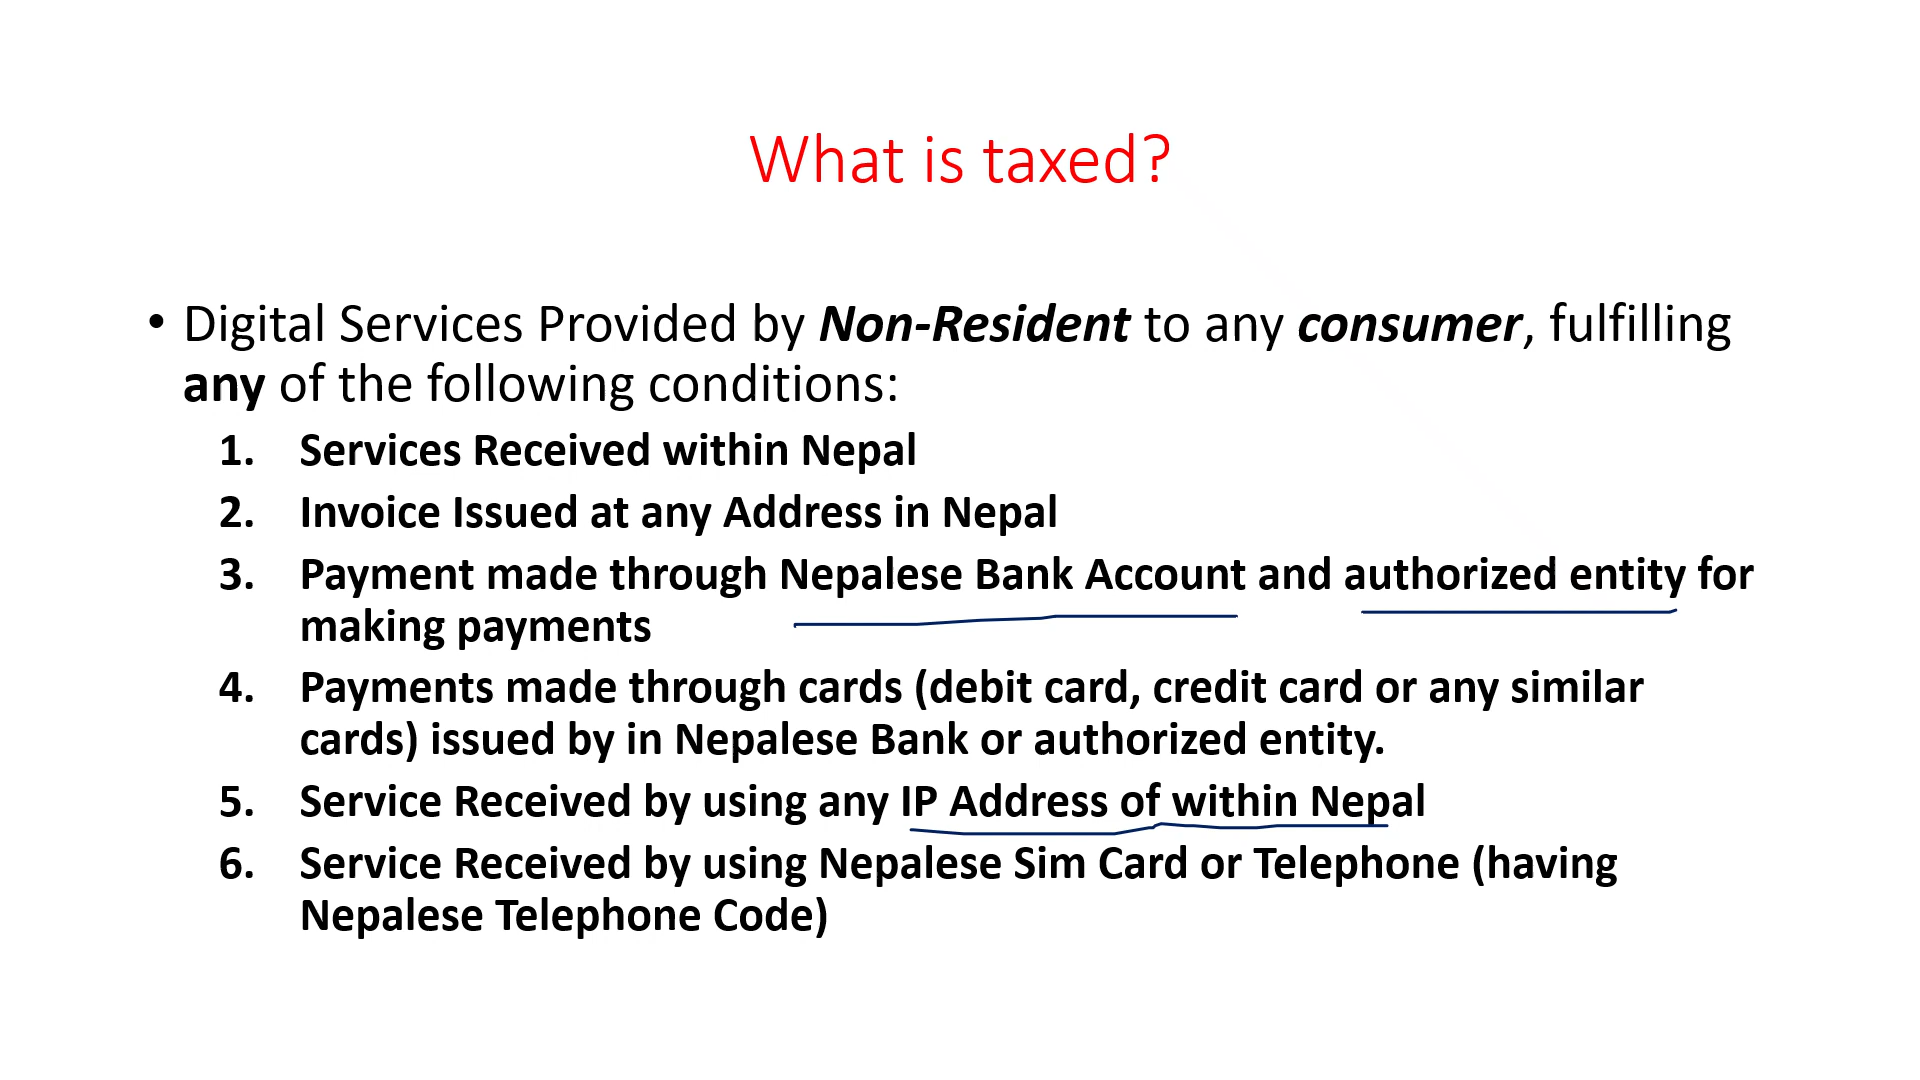 What is taxed?
• Digital Services Provided by Non-Resident to any consumer, fulfilling
any of the following conditions:
1. Services Received within Nepal
2. Invoice Issued at any Address in Nepal
3. Payment made through Nepalese Bank Account and authorized entity for
making payments
4. Payments made through cards (debit card, credit card or any similar
cards) issued by in Nepalese Bank or authorized entity.
5. Service Received by using any IP Address of within Nepal
6. Service Received by using Nepalese Sim Card or Telephone (having
Nepalese Telephone Code)